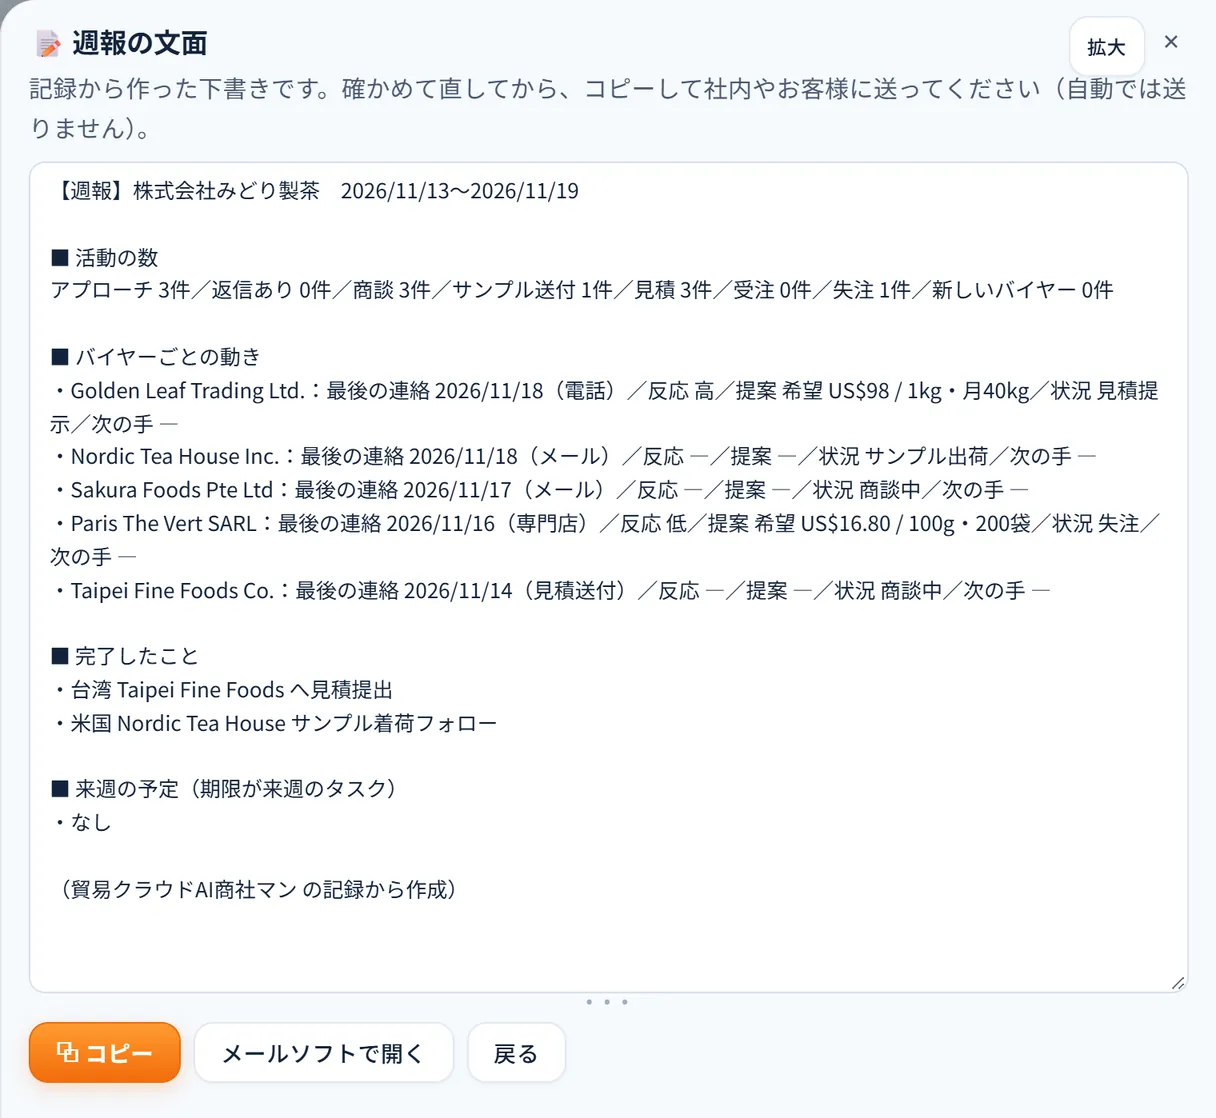 週報の文面
拡大
×
記録から作った下書きです。確かめて直してから、コピーして社内やお客様に送ってください（自動では送
りません）。
【週報】株式会社みどり製茶　2026/11/13〜2026/11/19
■ 活動の数
アプローチ 3件／返信あり 0件／商談 3件／サンプル送付 1件／見積 3件／受注 0件／失注 1件／新しいバイヤー 0件
■ バイヤーごとの動き
・Golden Leaf Trading Ltd.：最後の連絡 2026/11/18（電話）／反応 高／提案 希望 US$98 / 1kg・月40kg／状況 見積提
示／次の手 —
・Nordic Tea House Inc.：最後の連絡 2026/11/18（メール）／反応 —／提案 —／状況 サンプル出荷／次の手 —
・Sakura Foods Pte Ltd：最後の連絡 2026/11/17（メール）／反応 —／提案 —／状況 商談中／次の手 —
・Paris The Vert SARL：最後の連絡 2026/11/16（専門店）／反応 低／提案 希望 US$16.80 / 100g・200袋／状況 失注／
次の手 —
・Taipei Fine Foods Co.：最後の連絡 2026/11/14（見積送付）／反応 —／提案 —／状況 商談中／次の手 —
■ 完了したこと
・台湾 Taipei Fine Foods へ見積提出
・米国 Nordic Tea House サンプル着荷フォロー
■ 来週の予定（期限が来週のタスク）
・なし
（貿易クラウドAI商社マン の記録から作成）
コピー
メールソフトで開く
戻る